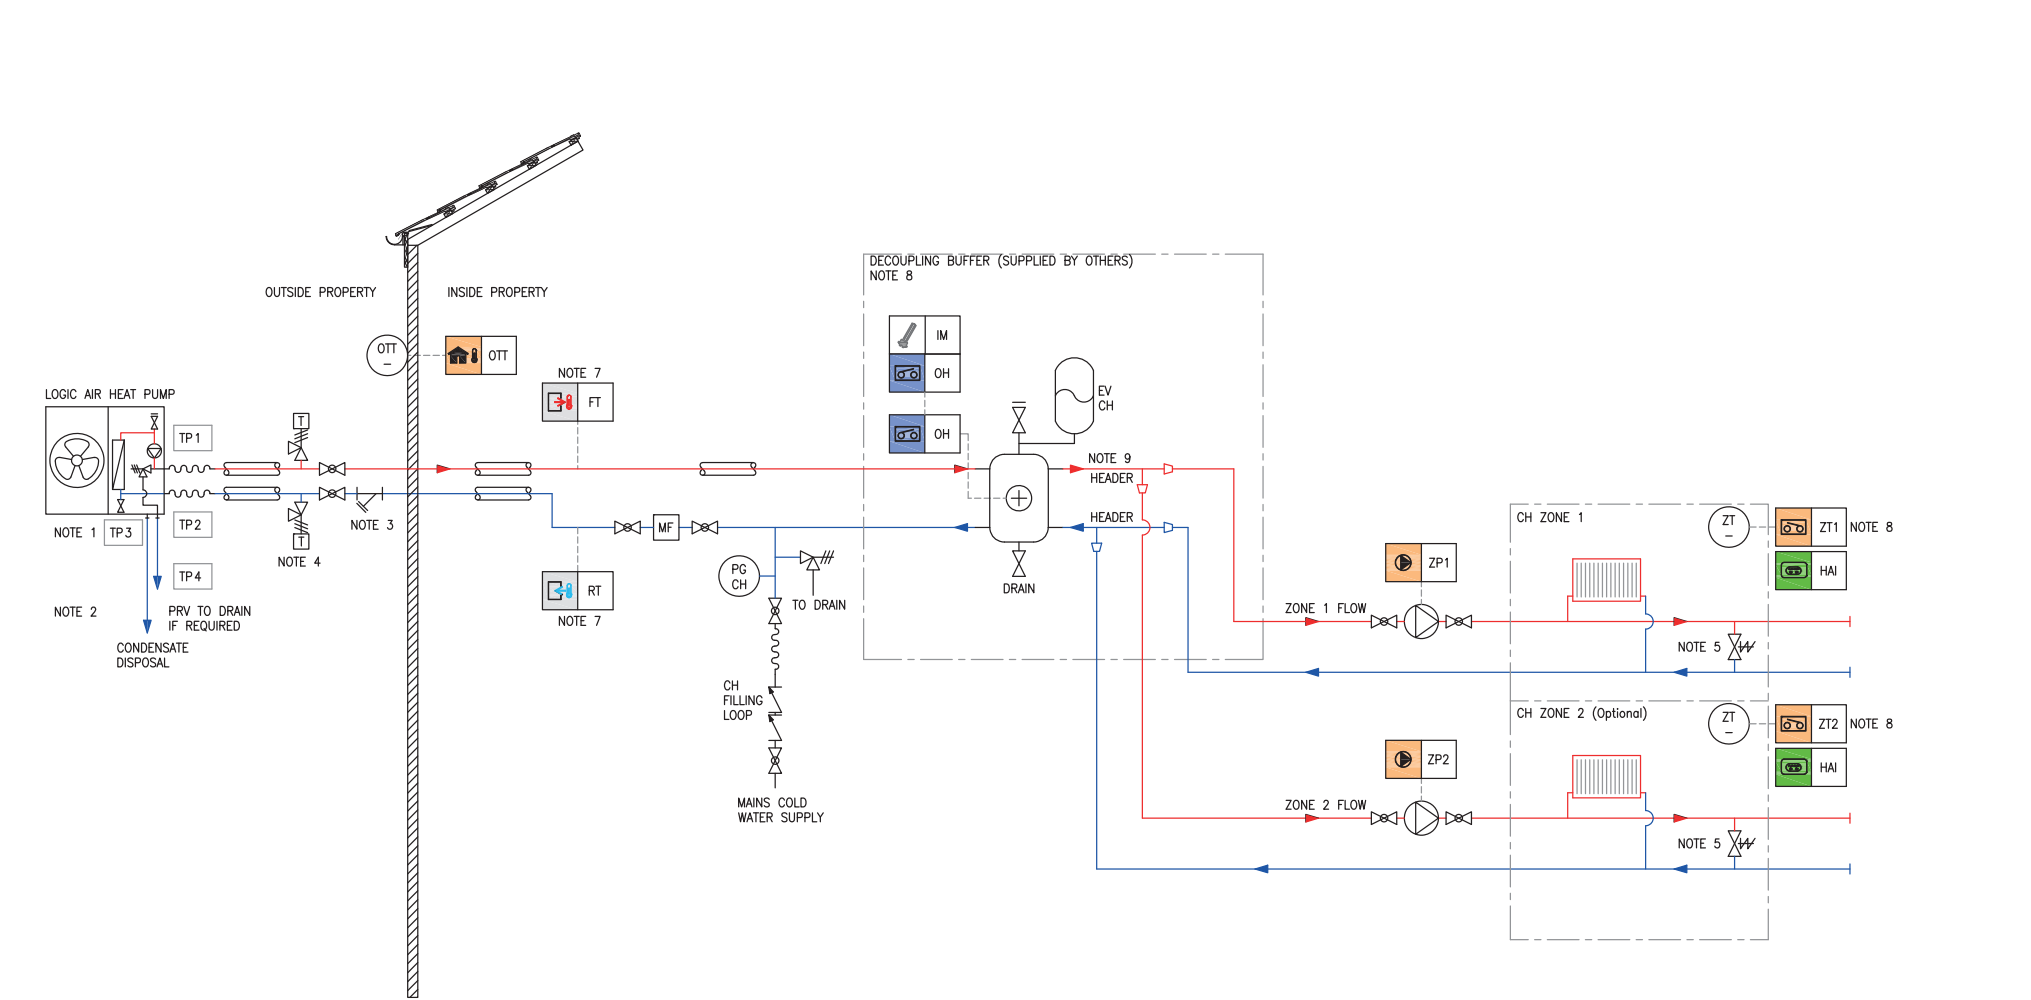 DECOUPLING BUFFER (SUPPLIED BY OTHERS)
NOTE 8
OUTSIDE PROPERTY
INSIDE PROPERTY
OTT
–
OTT
IM
OH
OH
NOTE 7
FT
LOGIC AIR HEAT PUMP
TP1
T
EV
CH
NOTE 9
HEADER
HEADER
NOTE 1
TP3
TP2
NOTE 3
T
NOTE 4
MF
TP4
PG
CH
RT
NOTE 7
TO DRAIN
DRAIN
NOTE 2
PRV TO DRAIN
IF REQUIRED
CONDENSATE
DISPOSAL
CH
FILLING
LOOP
MAINS COLD
WATER SUPPLY
CH ZONE 1
ZT
–
ZT1
NOTE 8
HAI
ZP1
ZONE 1 FLOW
NOTE 5
CH ZONE 2 (Optional)
ZT
–
ZT2
NOTE 8
HAI
ZP2
ZONE 2 FLOW
NOTE 5